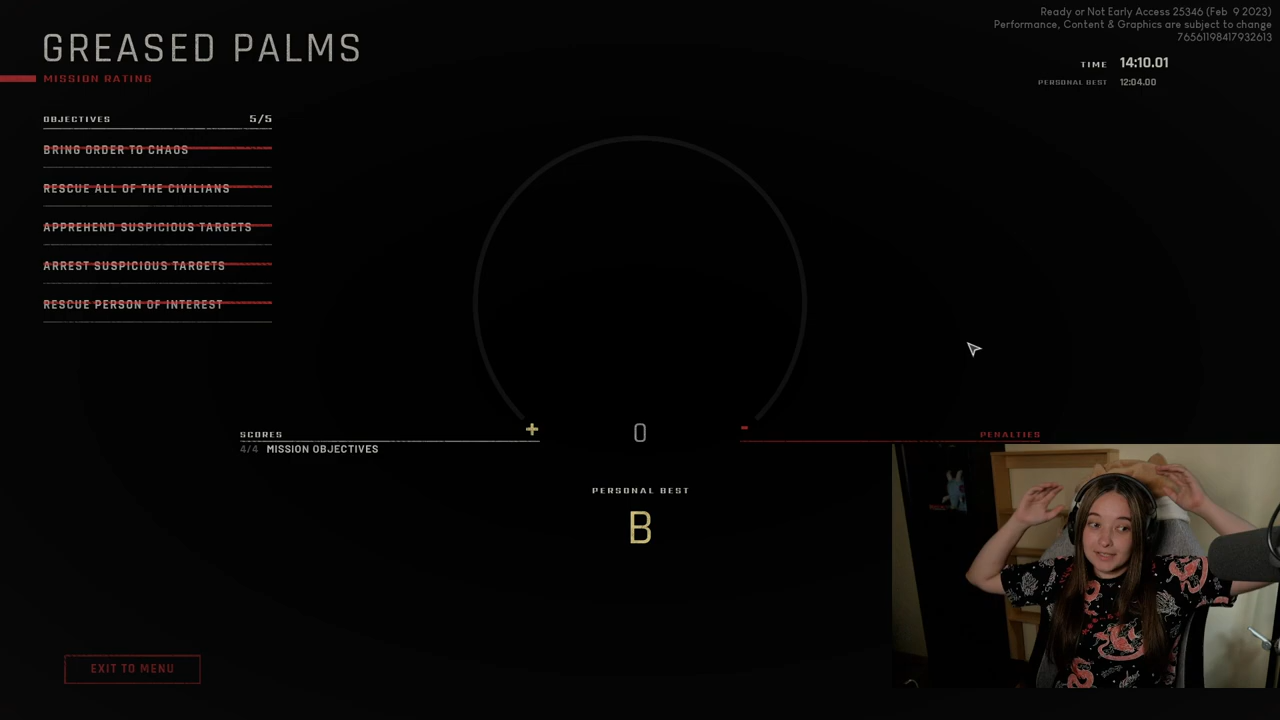 Ready or Not Early Access 25346 (Feb 9 2023)
Performance, Content & Graphics are subject to change
76561198417932613
GREASED PALMS
MISSION RATING
TIME 14:10.01
PERSONAL BEST 12:04.00
OBJECTIVES 5/5
BRING ORDER TO CHAOS
RESCUE ALL OF THE CIVILIANS
APPREHEND SUSPICIOUS TARGETS
ARREST SUSPICIOUS TARGETS
RESCUE PERSON OF INTEREST
SCORES + 0 - PENALTIES
4/4 MISSION OBJECTIVES
PERSONAL BEST
B
EXIT TO MENU